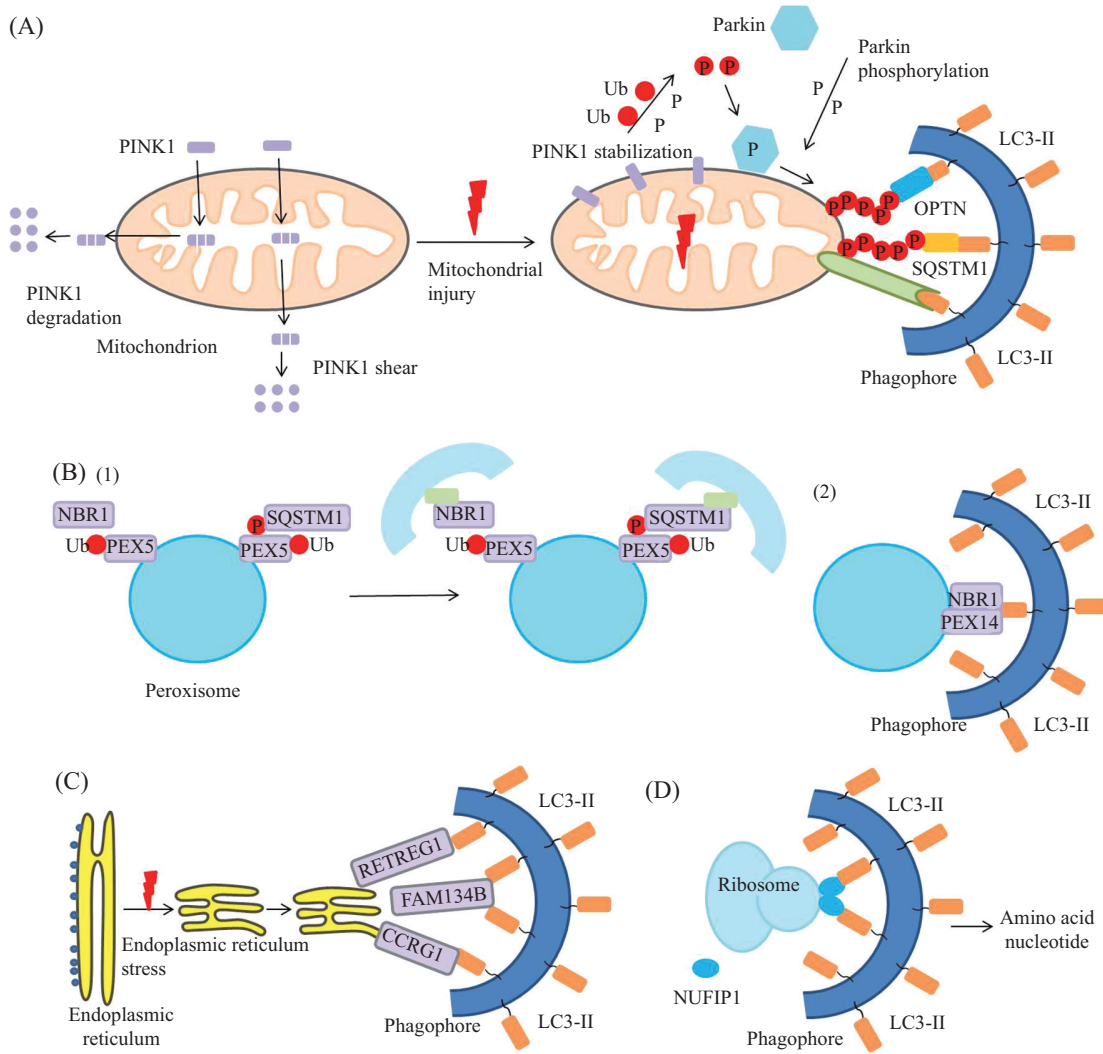 (A)
Parkin
Parkin
phosphorylation
P P
Ub
Ub
P
P
P
P
PINK1
PINK1 stabilization
P
LC3-II
P P P P P
OPTN
P P P P P
SQSTM1
Mitochondrial
injury
PINK1
degradation
Mitochondrion
PINK1 shear
LC3-II
Phagophore
(B) (1)
NBR1
Ub
PEX5
P
SQSTM1
PEX5
Ub
NBR1
Ub
PEX5
P
SQSTM1
PEX5
Ub
Peroxisome
(2)
LC3-II
NBR1
PEX14
Phagophore
LC3-II
(C)
LC3-II
RETREG1
FAM134B
CCRG1
Endoplasmic reticulum
stress
Endoplasmic
reticulum
Phagophore
LC3-II
(D)
LC3-II
Ribosome
Amino acid
nucleotide
NUFIP1
Phagophore
LC3-II